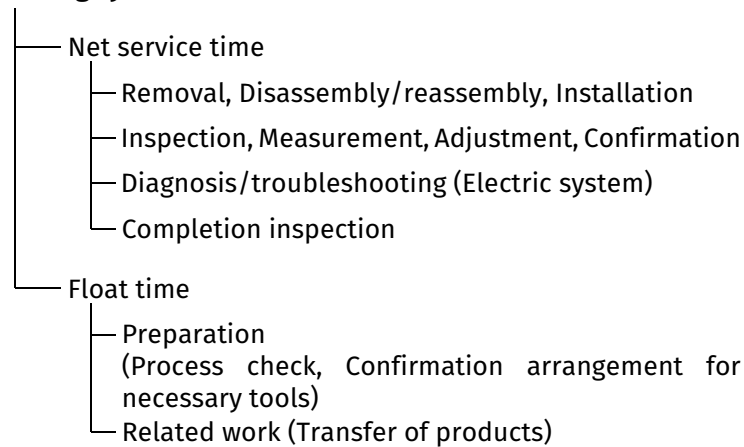 Net service time
Removal, Disassembly/reassembly, Installation
Inspection, Measurement, Adjustment, Confirmation
Diagnosis/troubleshooting (Electric system)
Completion inspection
Float time
Preparation
(Process check, Confirmation arrangement for
necessary tools)
Related work (Transfer of products)